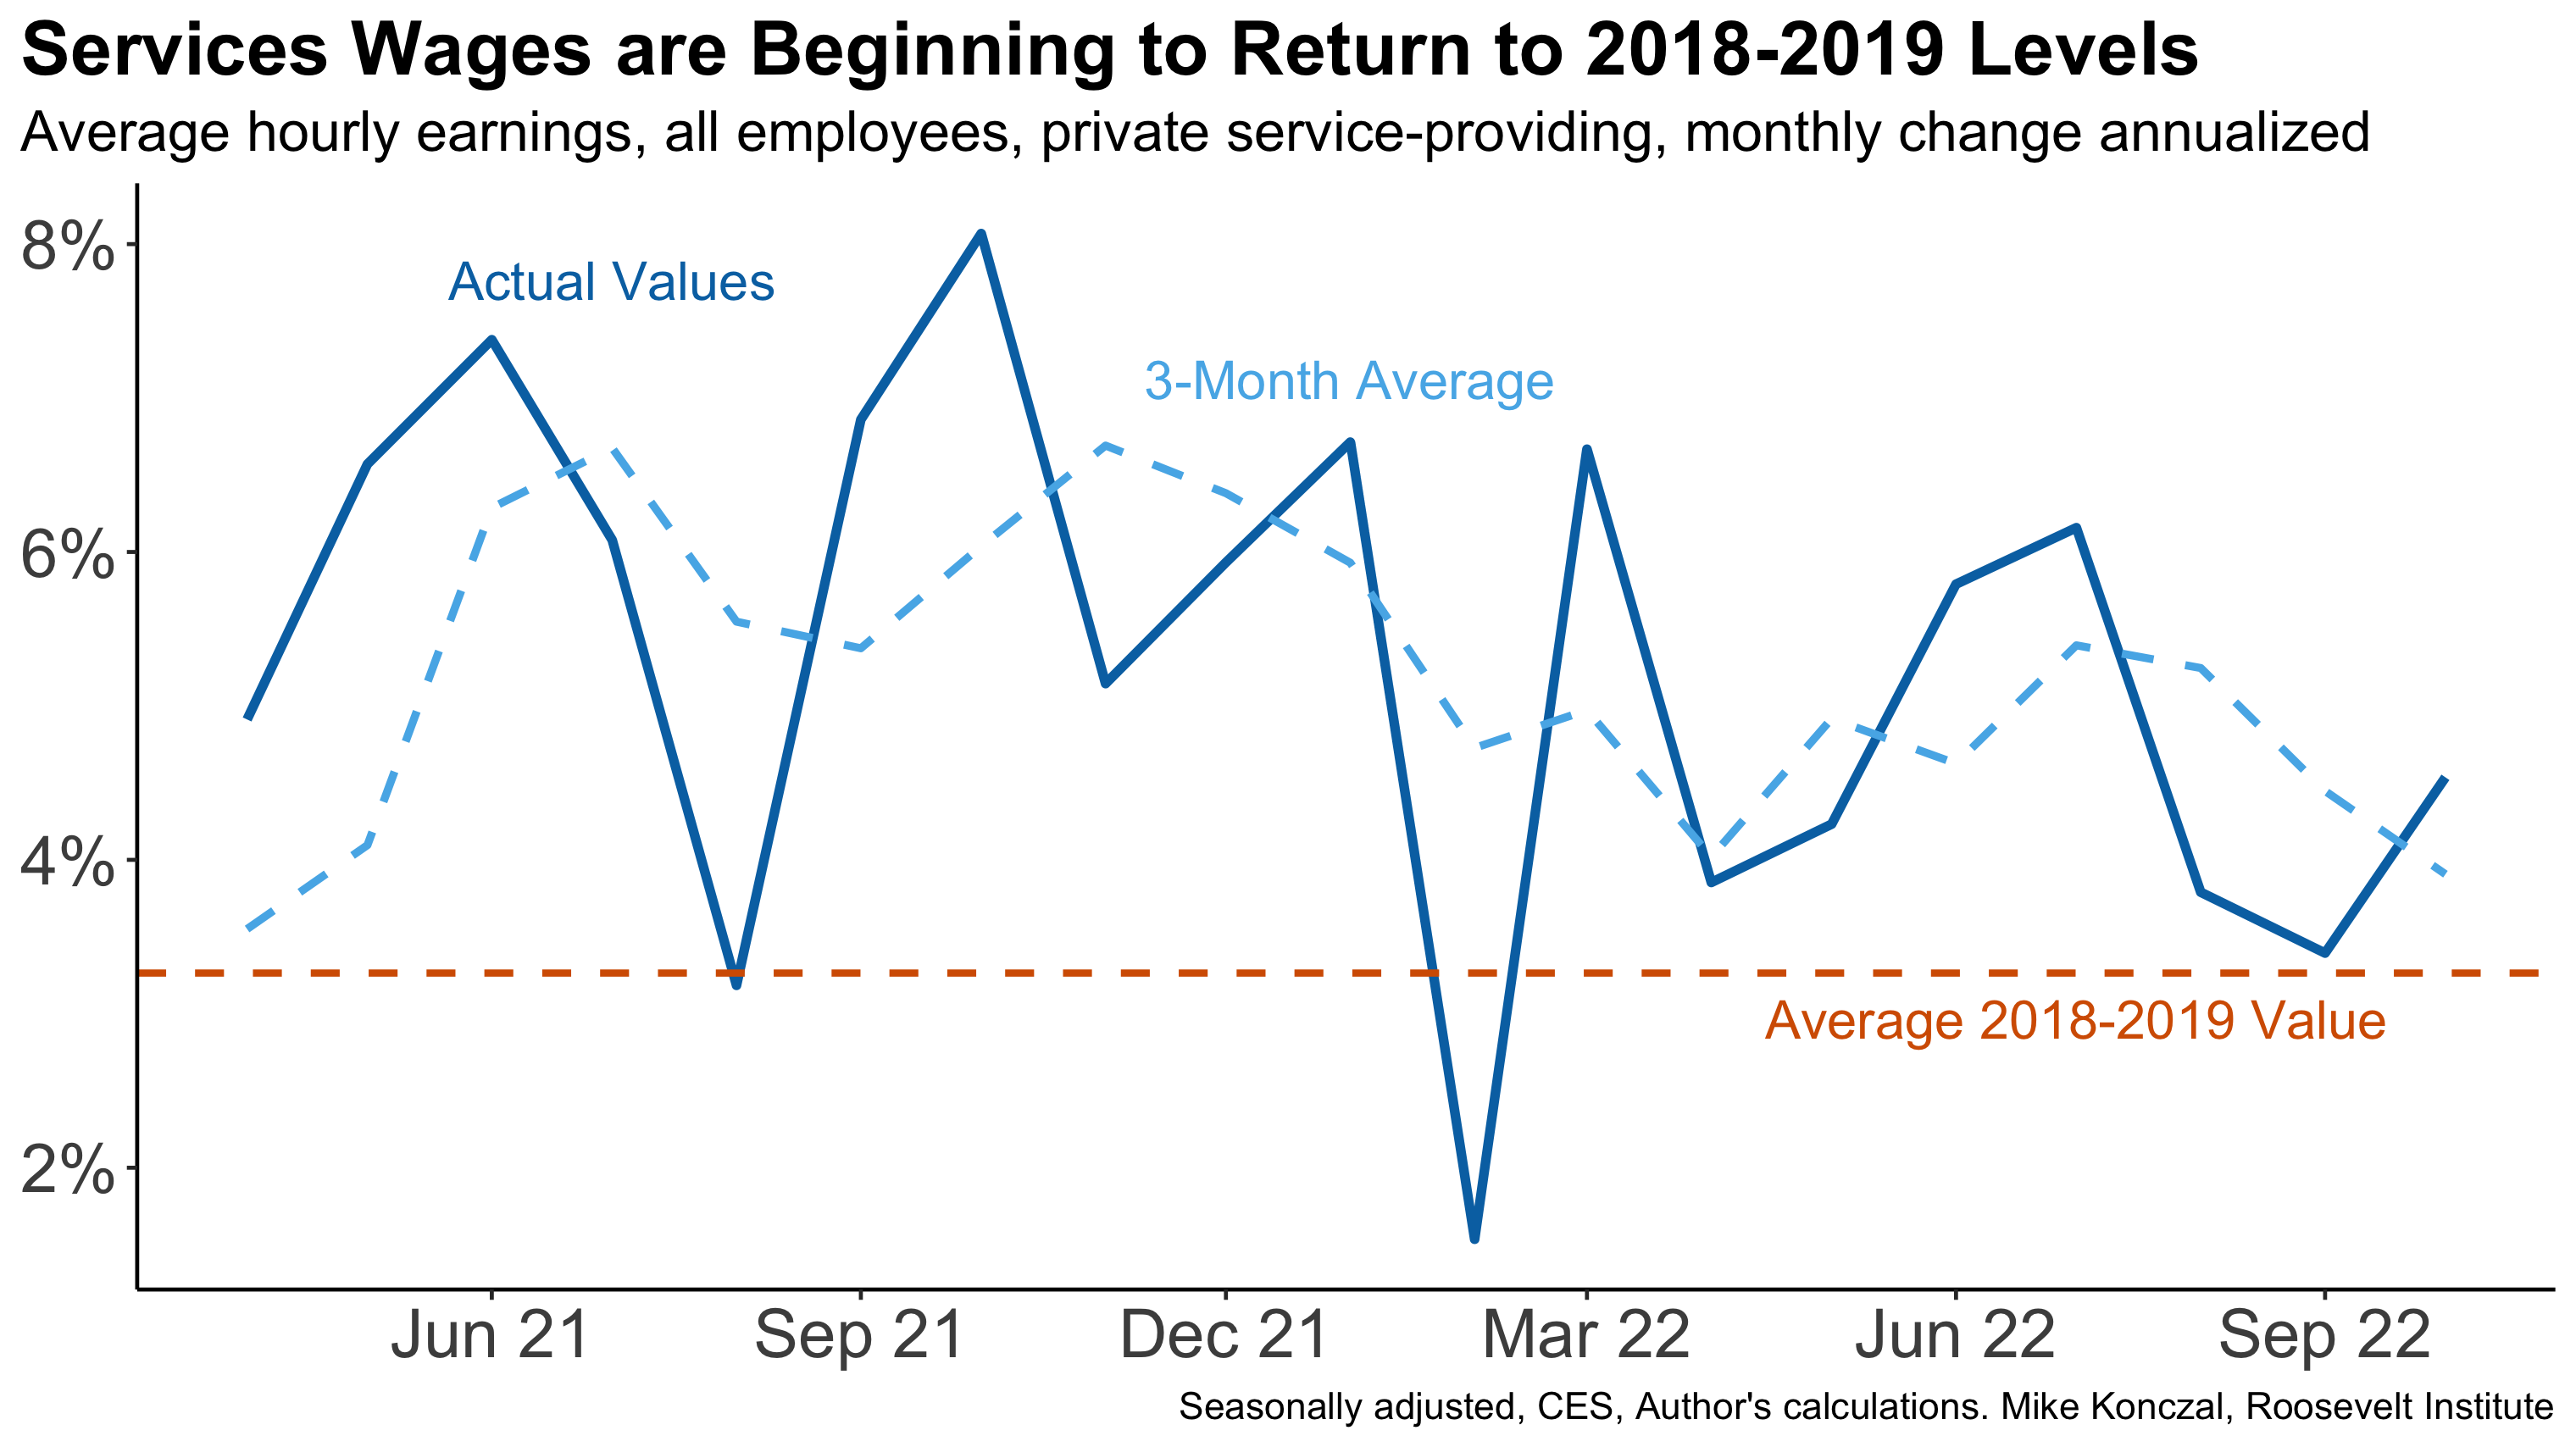 Services Wages are Beginning to Return to 2018-2019 Levels
Average hourly earnings, all employees, private service-providing, monthly change annualized
8%
Actual Values
3-Month Average
6%
4%
Average 2018-2019 Value
2%
Jun 21 Sep 21 Dec 21 Mar 22 Jun 22 Sep 22
Seasonally adjusted, CES, Author's calculations. Mike Konczal, Roosevelt Institute